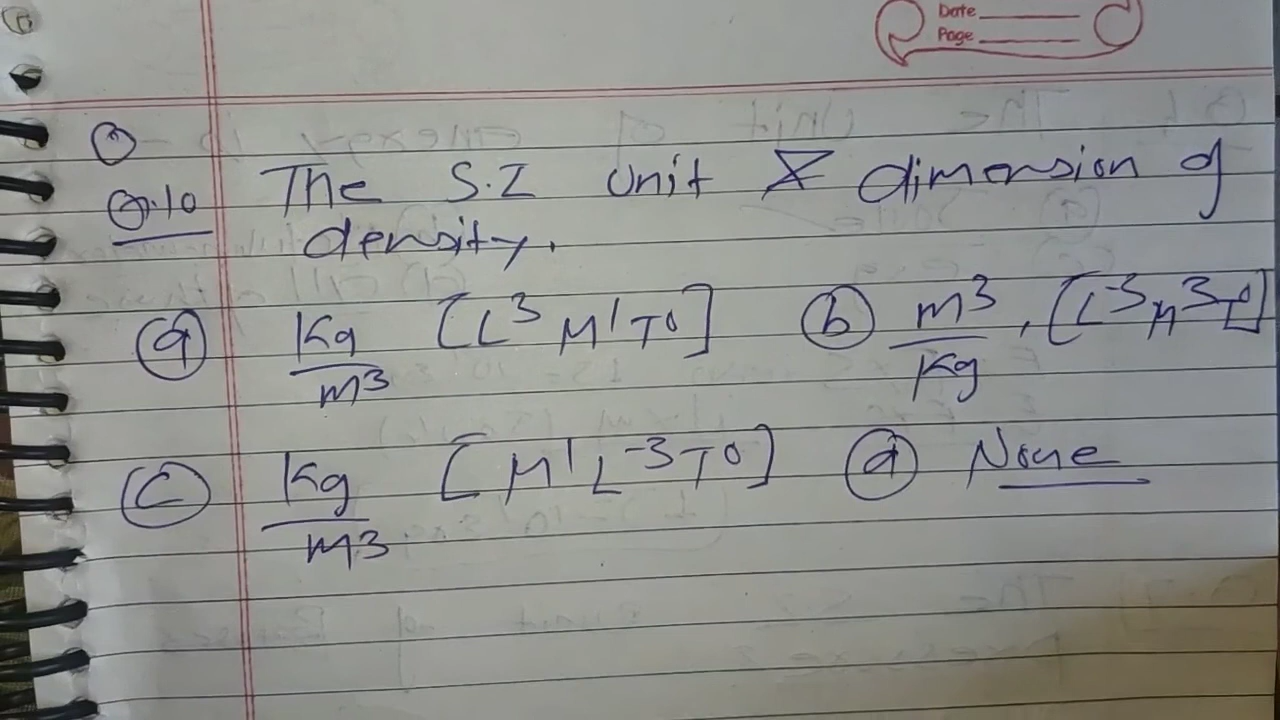 Date
Page
Q.10 The S.I Unit & dimension of
density.
(a) Kg/m³ [L³ M¹ T⁰] (b) m³/Kg, [L⁻³ M³ T⁰]
(c) Kg/m³ [M¹ L⁻³ T⁰] (d) None